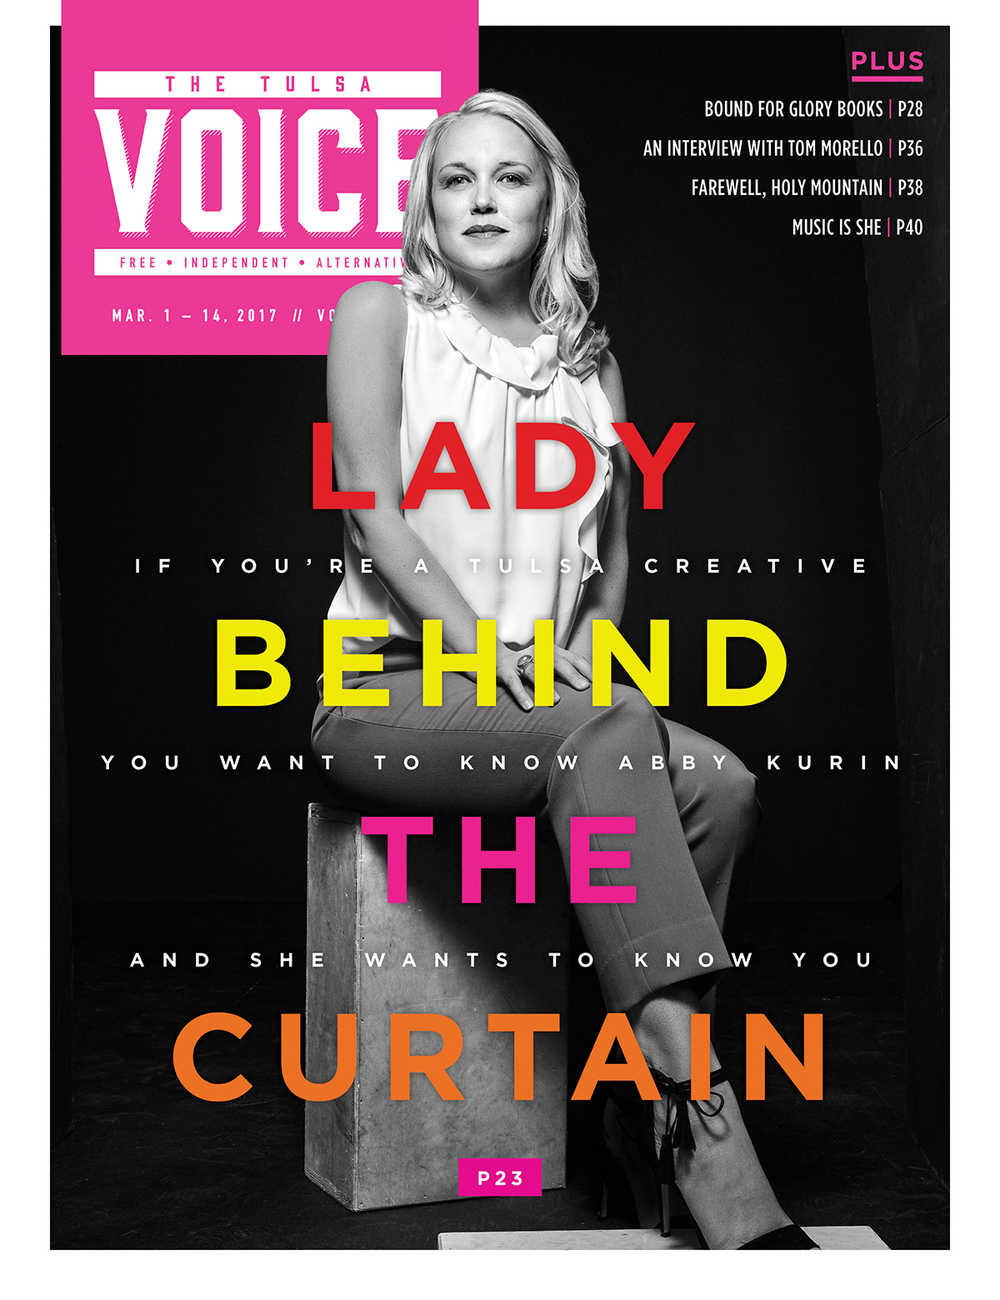 THE TULSA
VOICE
FREE • INDEPENDENT •
MAR. 1 – 14, 2017 //
PLUS
BOUND FOR GLORY BOOKS | P28
AN INTERVIEW WITH TOM MORELLO | P36
FAREWELL, HOLY MOUNTAIN | P38
MUSIC IS SHE | P40
LADY
IF YOU'RE A TULSA CREATIVE
BEHIND
YOU WANT TO KNOW ABBY KURIN
THE
AND SHE WANTS TO KNOW YOU
CURTAIN
P23